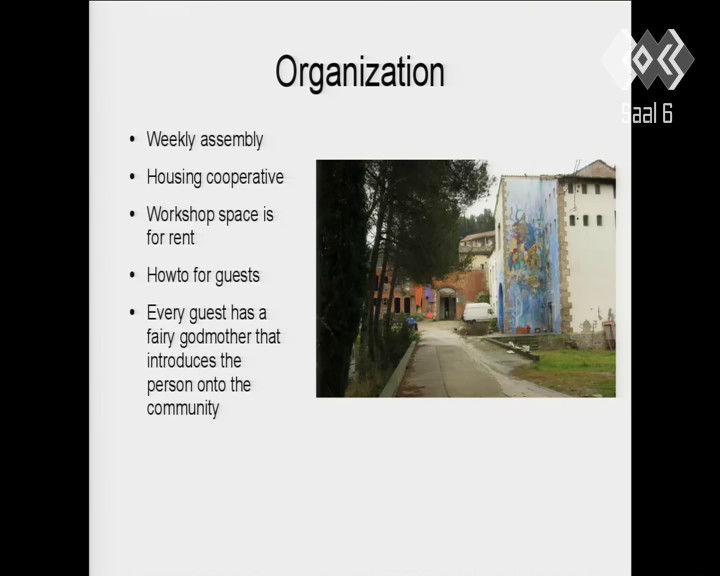 Organization
Saal 6
• Weekly assembly
• Housing cooperative
• Workshop space is
for rent
• Howto for guests
• Every guest has a
fairy godmother that
introduces the
person onto the
community